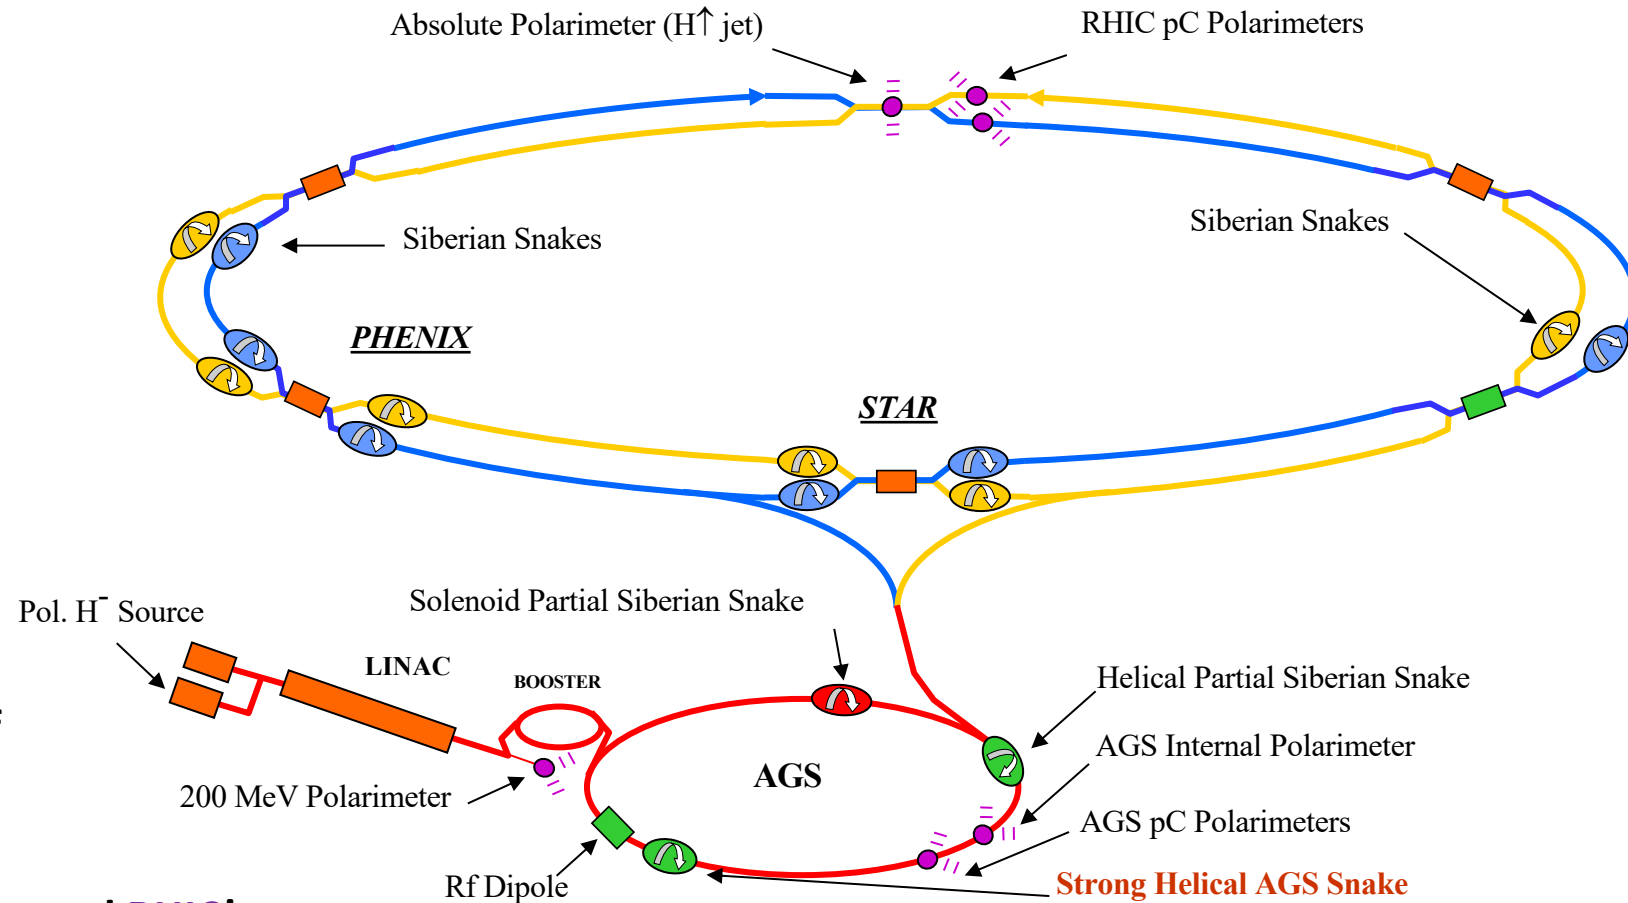 Absolute Polarimeter (H↑ jet)
RHIC pC Polarimeters
Siberian Snakes
Siberian Snakes
PHENIX
STAR
Solenoid Partial Siberian Snake
Pol. H⁻ Source
LINAC
BOOSTER
Helical Partial Siberian Snake
AGS Internal Polarimeter
AGS
200 MeV Polarimeter
AGS pC Polarimeters
Rf Dipole
Strong Helical AGS Snake